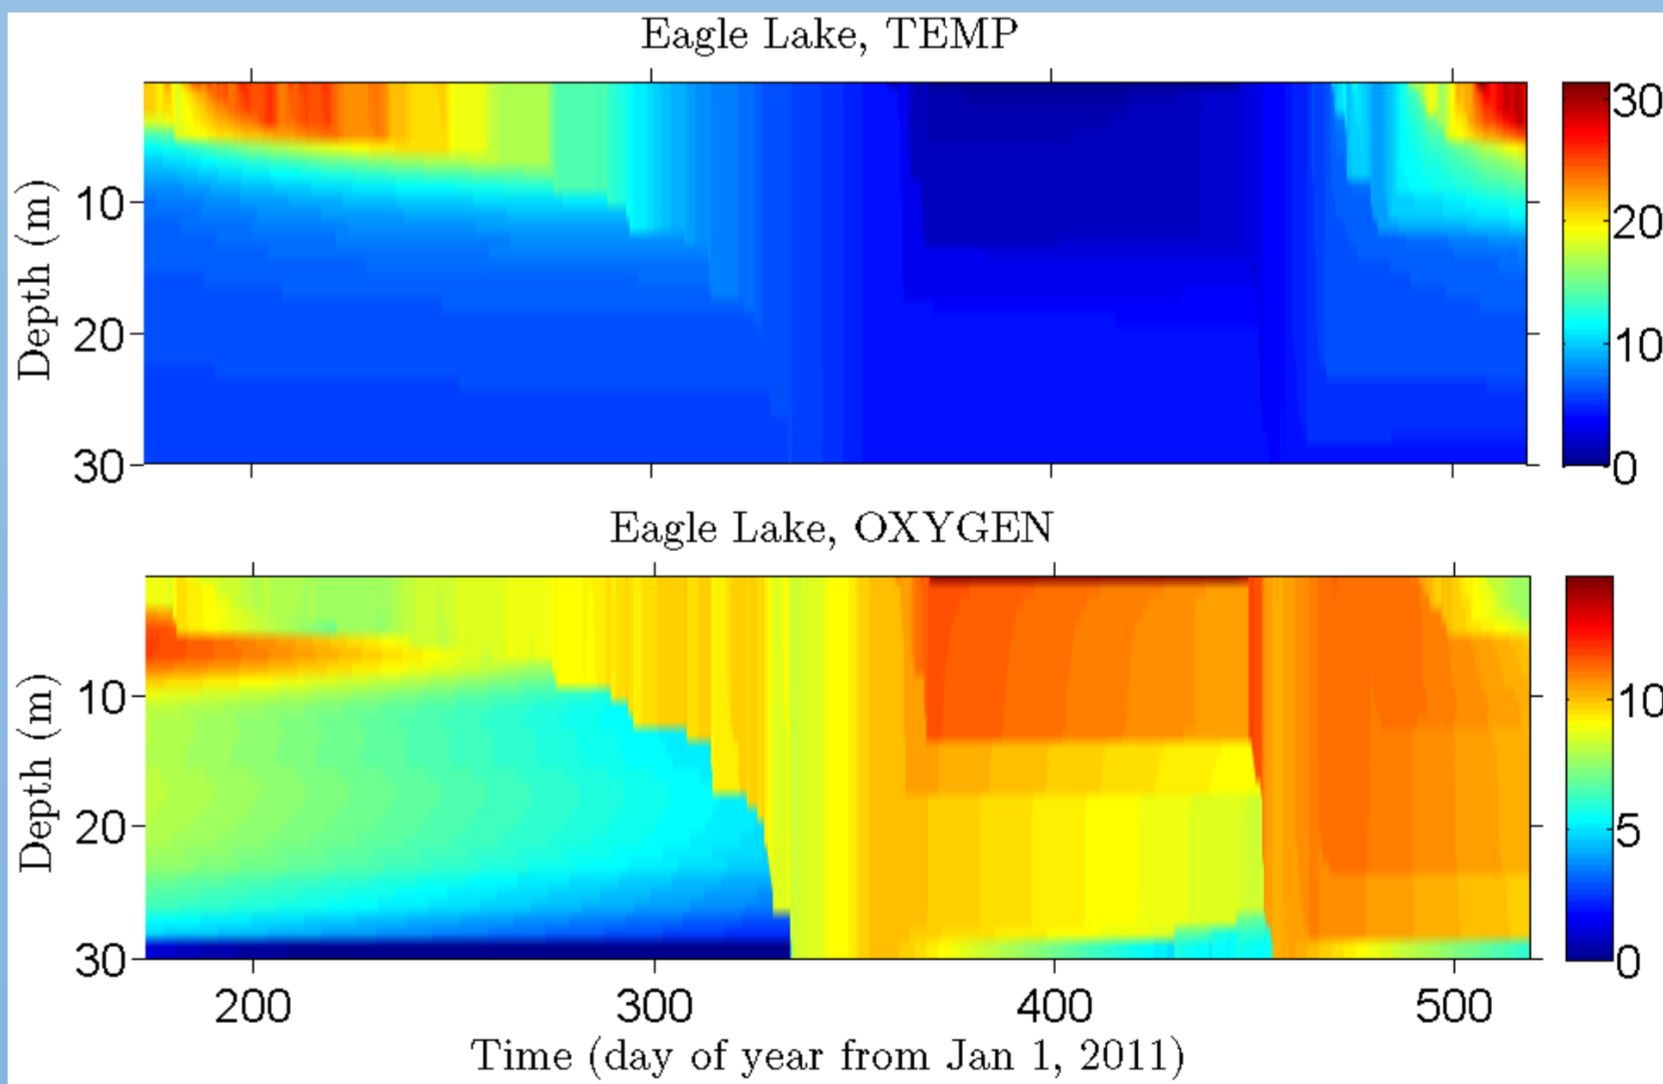 Eagle Lake, TEMP
Depth (m)
10
20
30
30
20
10
0
Eagle Lake, OXYGEN
Depth (m)
10
20
30
10
5
0
200 300 400 500
Time (day of year from Jan 1, 2011)